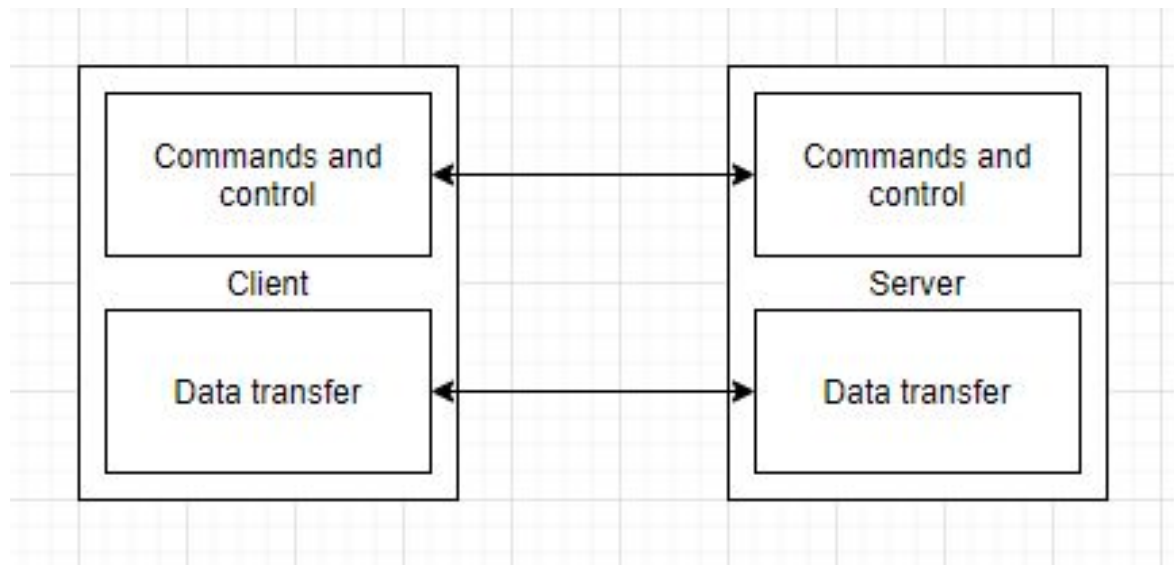 Commands and
control
Client
Data transfer
Commands and
control
Server
Data transfer